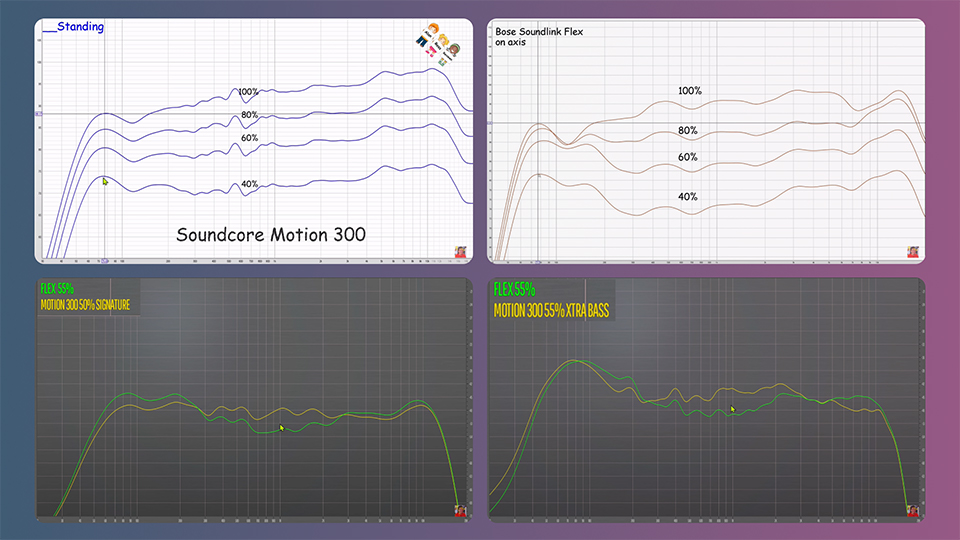 __Standing
100%
80%
60%
40%
Soundcore Motion 300
Bose Soundlink Flex
on axis
100%
80%
60%
40%
FLEX 55%
MOTION 300 50% SIGNATURE
FLEX 55%
MOTION 300 55% XTRA BASS